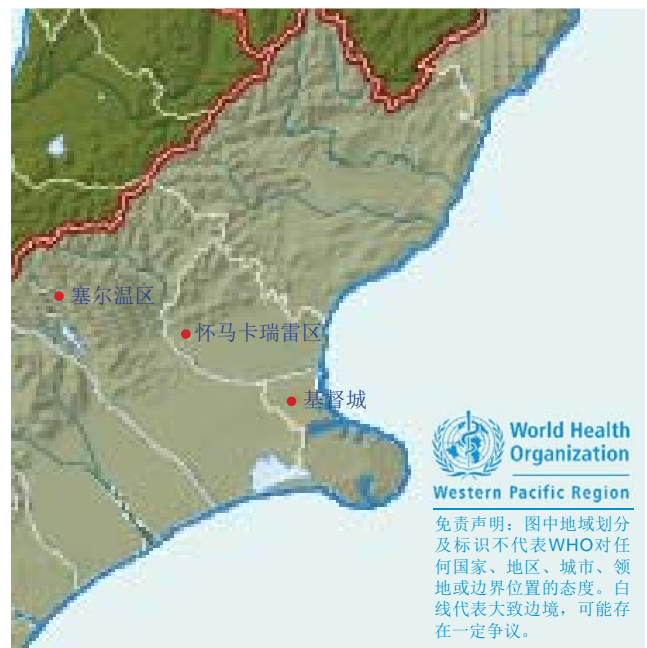 塞尔温区
怀马卡瑞雷区
基督城
World Health
Organization
Western Pacific Region
免责声明：图中地域划分
及标识不代表WHO对任
何国家、地区、城市、领
地或边界位置的态度。白
线代表大致边境，可能存
在一定争议。